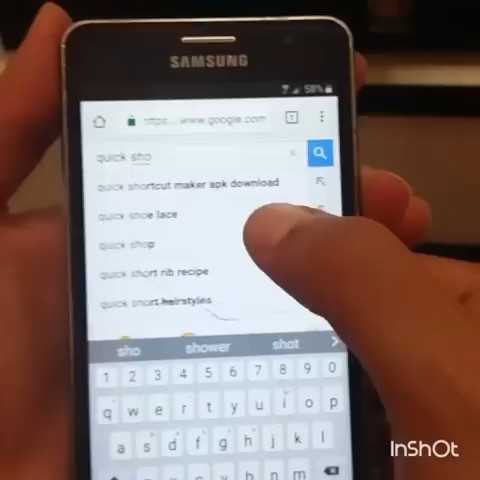 SAMSUNG
58%
https... www.google.com 1
quick sho
quick shortcut maker apk download
quick shoe lace
quick shop
quick short rib recipe
quick short hairstyles
sho shower shot
1 2 3 4 5 6 7 8 9 0
q w e r t y u i o p
a s d f g h j k l
v b n m
InShOt